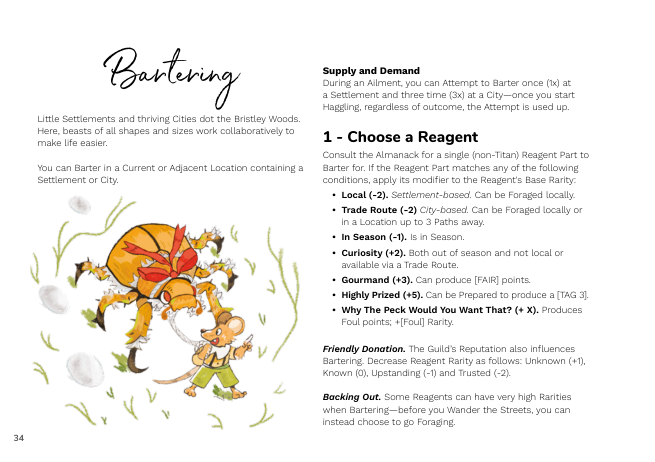 Bartering
Little Settlements and thriving Cities dot the Bristley Woods.
Here, beasts of all shapes and sizes work collaboratively to
make life easier.
You can Barter in a Current or Adjacent Location containing a
Settlement or City.
34
Supply and Demand
During an Ailment, you can Attempt to Barter once (1x) at
a Settlement and three time (3x) at a City—once you start
Haggling, regardless of outcome, the Attempt is used up.
1 - Choose a Reagent
Consult the Almanack for a single (non-Titan) Reagent Part to
Barter for. If the Reagent Part matches any of the following
conditions, apply its modifier to the Reagent's Base Rarity:
• Local (-2). Settlement-based. Can be Foraged locally.
• Trade Route (-2) City-based. Can be Foraged locally or
in a Location up to 3 Paths away.
• In Season (-1). Is in Season.
• Curiosity (+2). Both out of season and not local or
available via a Trade Route.
• Gourmand (+3). Can produce [FAIR] points.
• Highly Prized (+5). Can be Prepared to produce a [TAG 3].
• Why The Peck Would You Want That? (+ X). Produces
Foul points; +[Foul] Rarity.
Friendly Donation. The Guild's Reputation also influences
Bartering. Decrease Reagent Rarity as follows: Unknown (+1),
Known (0), Upstanding (-1) and Trusted (-2).
Backing Out. Some Reagents can have very high Rarities
when Bartering—before you Wander the Streets, you can
instead choose to go Foraging.